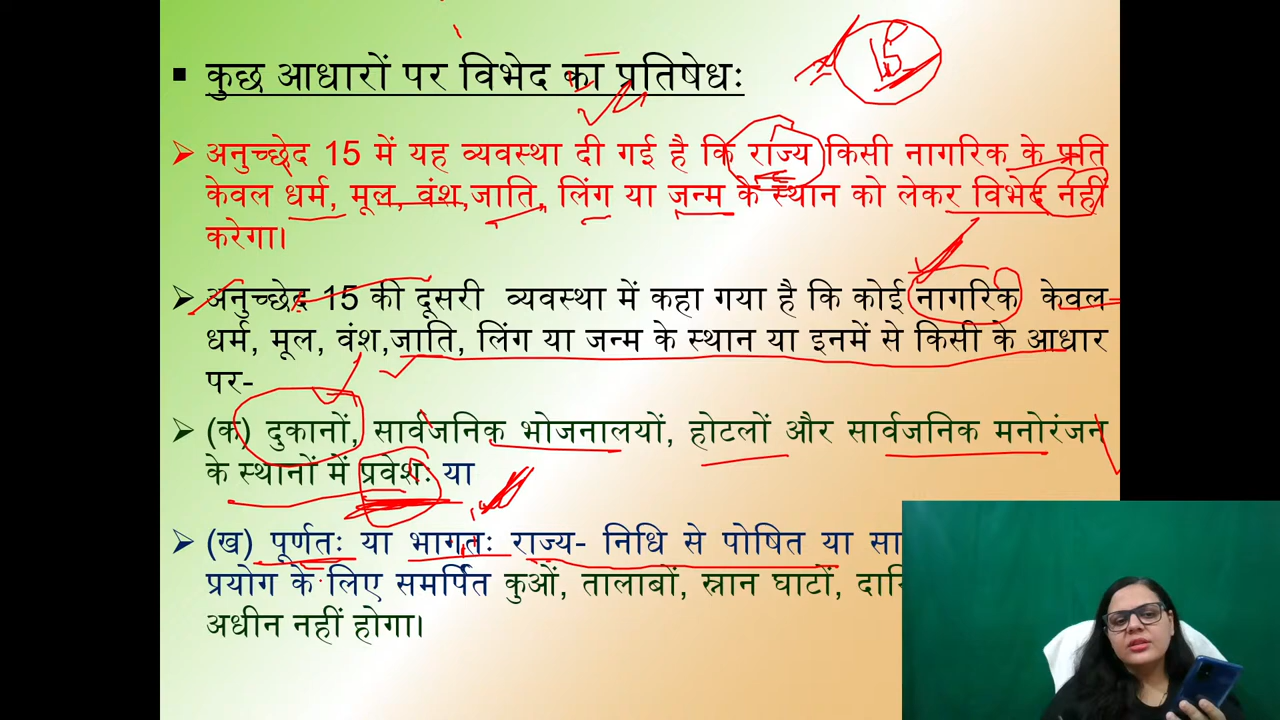 कुछ आधारों पर विभेद का प्रतिषेधः
15
अनुच्छेद 15 में यह व्यवस्था दी गई है कि राज्य किसी नागरिक के प्रति
केवल धर्म, मूल, वंश,जाति, लिंग या जन्म के स्थान को लेकर विभेद नहीं
करेगा।
अनुच्छेद 15 की दूसरी व्यवस्था में कहा गया है कि कोई नागरिक केवल
धर्म, मूल, वंश,जाति, लिंग या जन्म के स्थान या इनमें से किसी के आधार
पर-
(क) दुकानों, सार्वजनिक भोजनालयों, होटलों और सार्वजनिक मनोरंजन
के स्थानों में प्रवेशः या
(ख) पूर्णतः या भागतः राज्य- निधि से पोषित या
प्रयोग के लिए समर्पित कुओं, तालाबों, स्नान घाटों,
अधीन नहीं होगा।